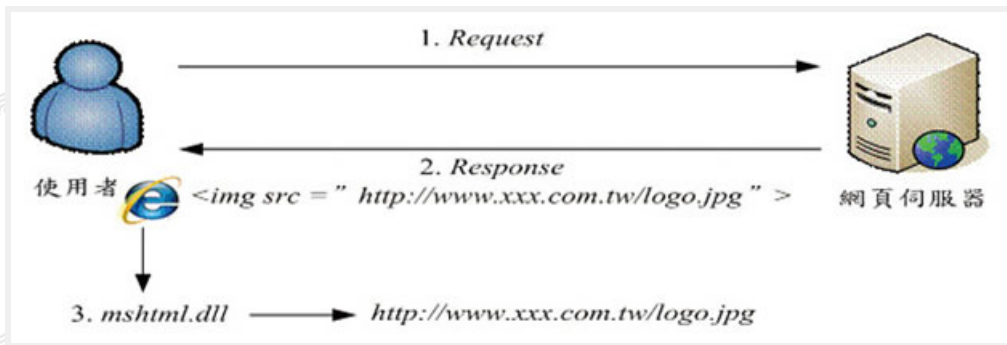 1. Request
2. Response
使用者
<img src =" http://www.xxx.com.tw/logo.jpg" >
網頁伺服器
3. mshtml.dll
http://www.xxx.com.tw/logo.jpg